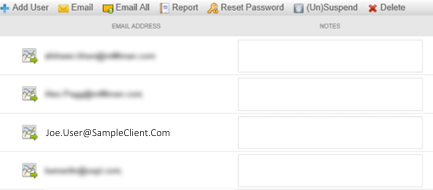 Add User Email Email All Report Reset Password (Un)Suspend Delete
EMAIL ADDRESS NOTES
Joe.User@SampleClient.Com